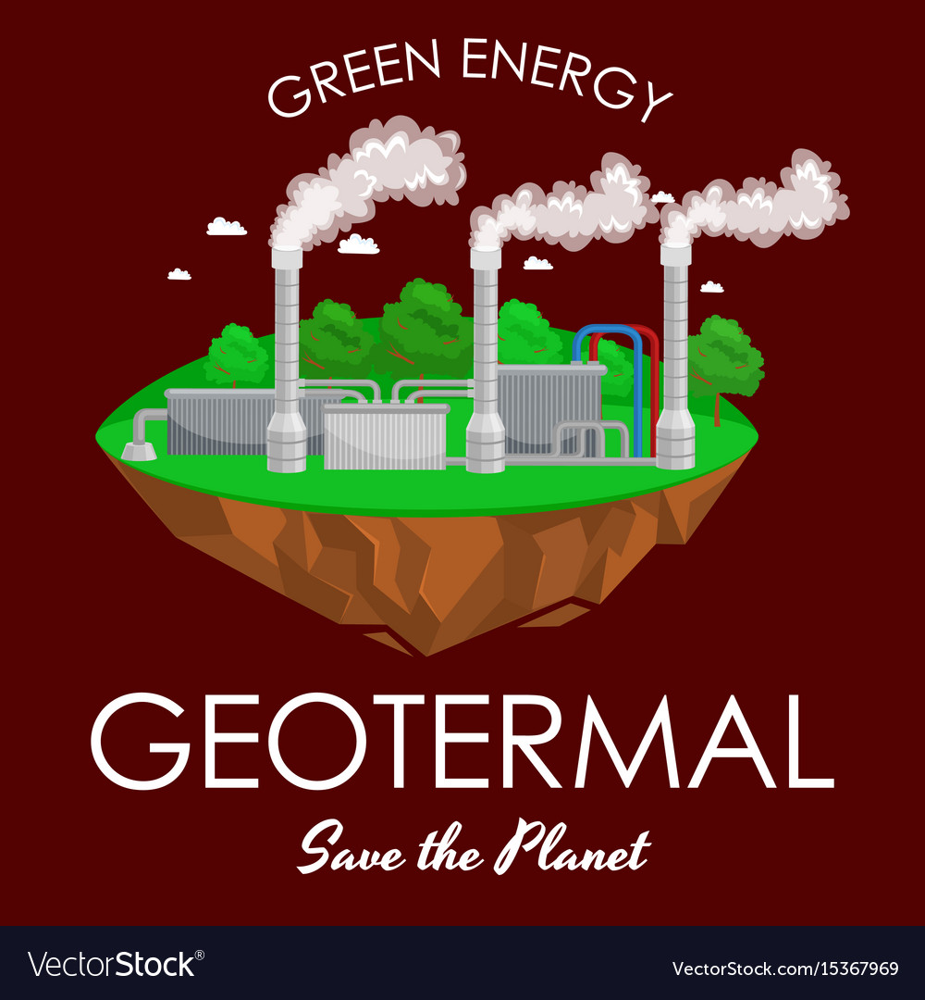 GREEN ENERGY
GEOTERMAL
Save the Planet
VectorStock®
VectorStock.com/15367969